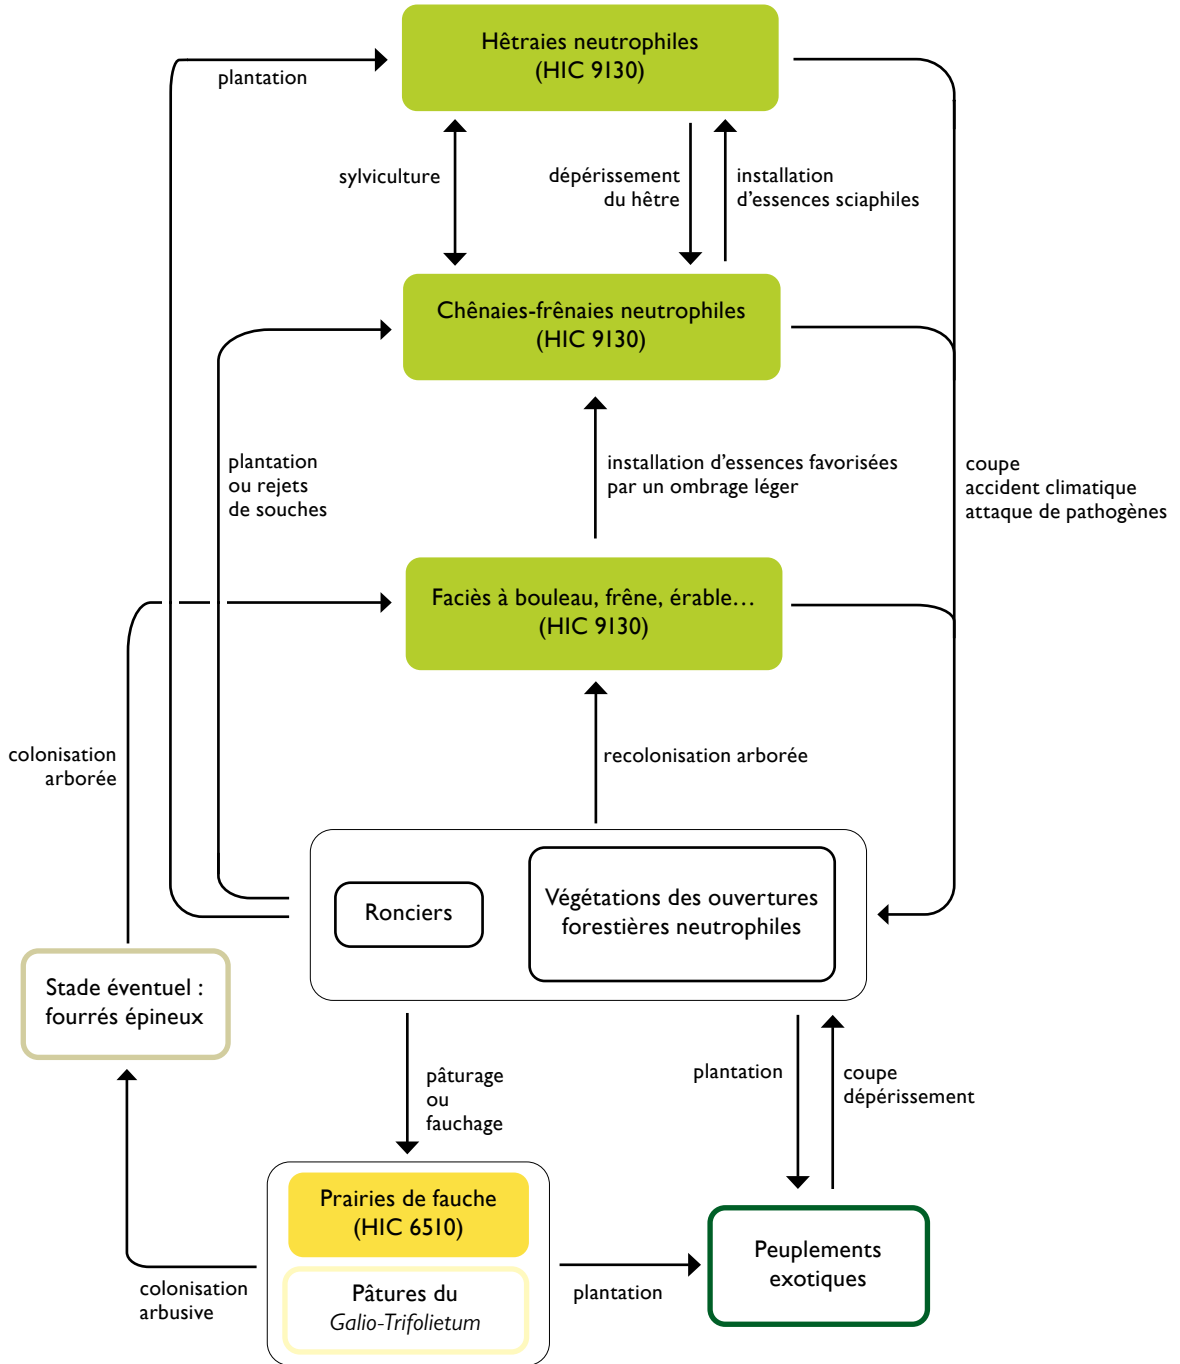 Hêtraies neutrophiles
(HIC 9130)
plantation
sylviculture
dépérissement
du hêtre
installation
d’essences sciaphiles
Chênaies-frênaies neutrophiles
(HIC 9130)
plantation
ou rejets
de souches
installation d’essences favorisées
par un ombrage léger
coupe
accident climatique
attaque de pathogènes
Faciès à bouleau, frêne, érable…
(HIC 9130)
colonisation
arborée
recolonisation arborée
Ronciers
Végétations des ouvertures
forestières neutrophiles
Stade éventuel :
fourrés épineux
pâturage
ou
fauchage
plantation
coupe
dépérissement
Prairies de fauche
(HIC 6510)
Pâtures du
Galio-Trifolietum
colonisation
arbusive
plantation
Peuplements
exotiques